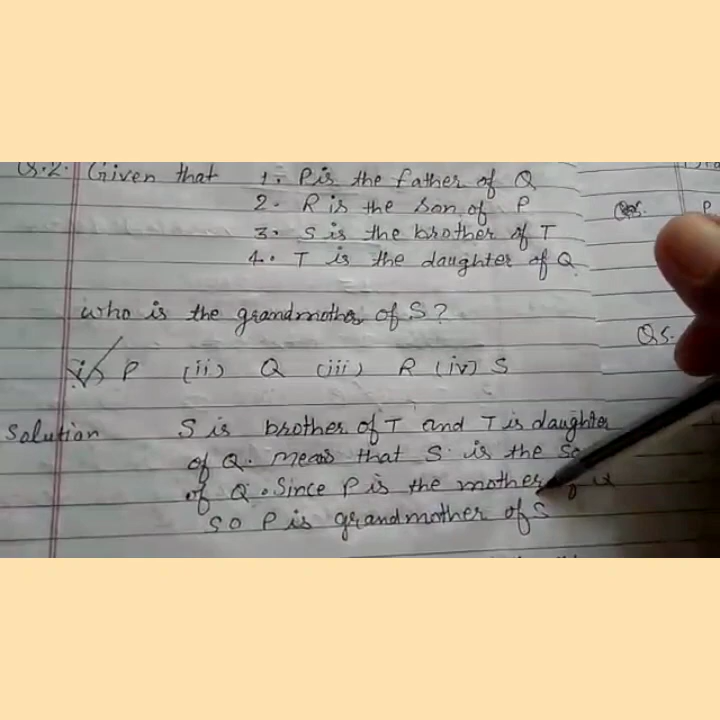 Q.2. Given that 1. P is the father of Q
2. R is the son of P
3. S is the brother of T
4. T is the daughter of Q
who is the grandmother of S?
(i) P (ii) Q (iii) R (iv) S
Solution S is brother of T and T is daughter
of Q. Means that S is the
of Q. Since P is the mother
so P is grandmother of S
P
Q5.